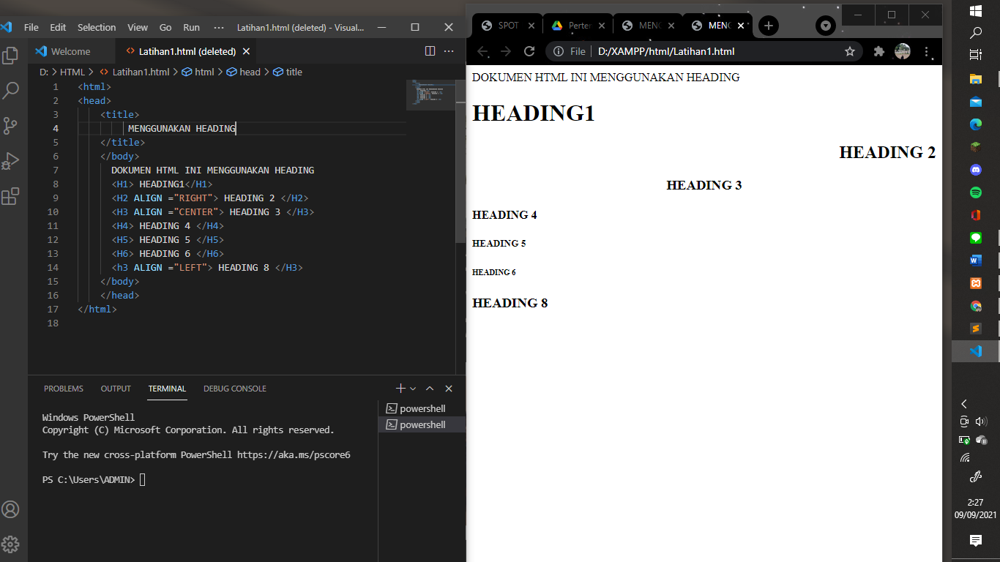 File Edit Selection View Go Run ··· Latihan1.html (deleted) - Visual...
Welcome Latihan1.html (deleted)
D: > HTML > Latihan1.html > html > head > title
1 <html>
2 <head>
3 <title>
4 MENGGUNAKAN HEADING
5 </title>
6 </body>
7 DOKUMEN HTML INI MENGGUNAKAN HEADING
8 <H1> HEADING1</H1>
9 <H2 ALIGN ="RIGHT"> HEADING 2 </H2>
10 <H3 ALIGN ="CENTER"> HEADING 3 </H3>
11 <H4> HEADING 4 </H4>
12 <H5> HEADING 5 </H5>
13 <H6> HEADING 6 </H6>
14 <h3 ALIGN ="LEFT"> HEADING 8 </H3>
15 </body>
16 </head>
17 </html>
18
PROBLEMS OUTPUT TERMINAL DEBUG CONSOLE
Windows PowerShell
Copyright (C) Microsoft Corporation. All rights reserved.
Try the new cross-platform PowerShell https://aka.ms/pscore6
PS C:\Users\ADMIN>
powershell
powershell
SPOT Perter MENG MENG
File D:/XAMPP/html/Latihan1.html
DOKUMEN HTML INI MENGGUNAKAN HEADING
HEADING1
HEADING 2
HEADING 3
HEADING 4
HEADING 5
HEADING 6
HEADING 8
2:27
09/09/2021